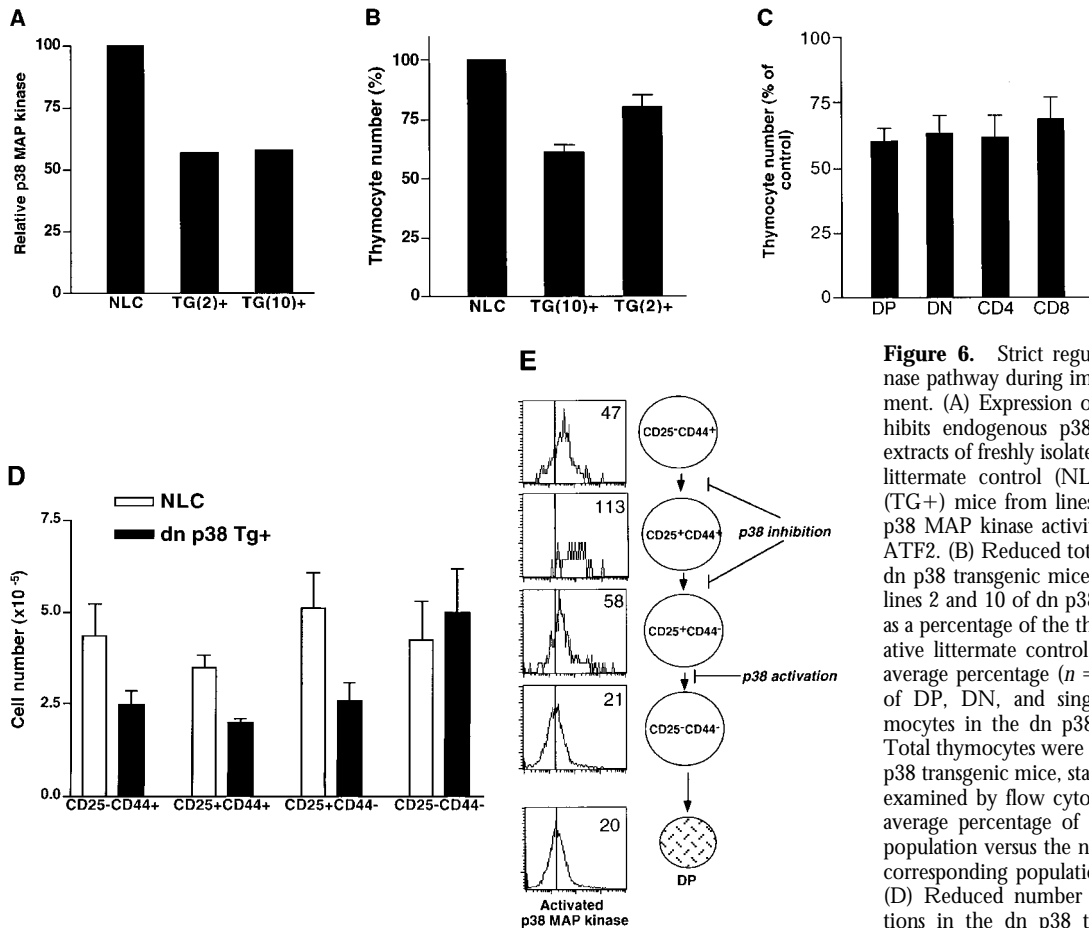 A
Relative p38 MAP kinase
100
75
50
25
0
NLC TG(2)+ TG(10)+
B
Thymocyte number (%)
100
75
50
25
0
NLC TG(10)+ TG(2)+
C
Thymocyte number (% of
control)
100
75
50
25
0
DP DN CD4 CD8
D
NLC
dn p38 Tg+
Cell number (x10 -5)
7.5
5.0
2.5
0.0
CD25-CD44+ CD25+CD44+ CD25+CD44- CD25-CD44-
E
47
CD25-CD44+
113
CD25+CD44+
p38 inhibition
58
CD25+CD44-
p38 activation
21
CD25-CD44-
20
DP
Activated
p38 MAP kinase
Figure 6. Strict regu
nase pathway during im
ment. (A) Expression o
hibits endogenous p38
extracts of freshly isolate
littermate control (NL
(TG+) mice from lines
p38 MAP kinase activit
ATF2. (B) Reduced tot
dn p38 transgenic mice
lines 2 and 10 of dn p38
as a percentage of the th
ative littermate control
average percentage (n =
of DP, DN, and sing
mocytes in the dn p38
Total thymocytes were
p38 transgenic mice, sta
examined by flow cyto
average percentage of
population versus the n
corresponding populatio
(D) Reduced number
tions in the dn p38 t